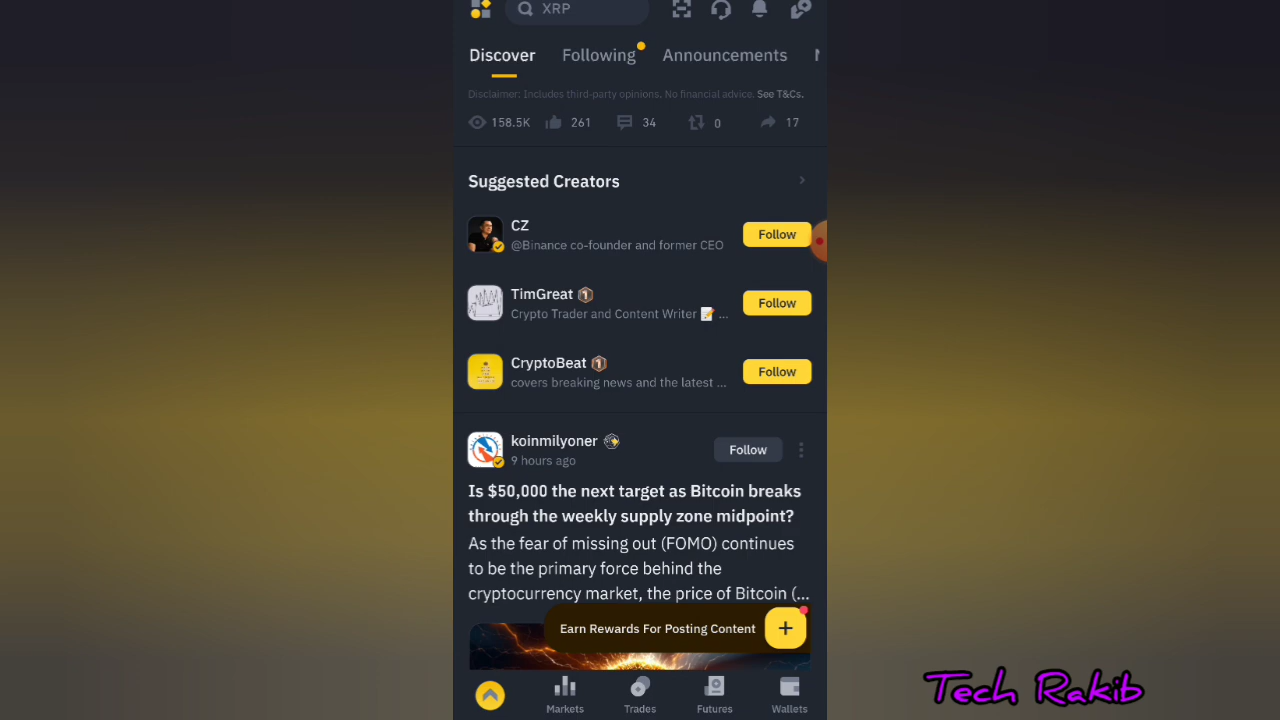 XRP
Discover Following Announcements
Disclaimer: Includes third-party opinions. No financial advice. See T&Cs.
158.5K 261 34 0 17
Suggested Creators
CZ
@Binance co-founder and former CEO
Follow
TimGreat
Crypto Trader and Content Writer 📝 ...
Follow
CryptoBeat
covers breaking news and the latest ...
Follow
koinmilyoner
9 hours ago
Follow
Is $50,000 the next target as Bitcoin breaks
through the weekly supply zone midpoint?
As the fear of missing out (FOMO) continues
to be the primary force behind the
cryptocurrency market, the price of Bitcoin (...
Earn Rewards For Posting Content
Markets Trades Futures Wallets
Tech Rakib